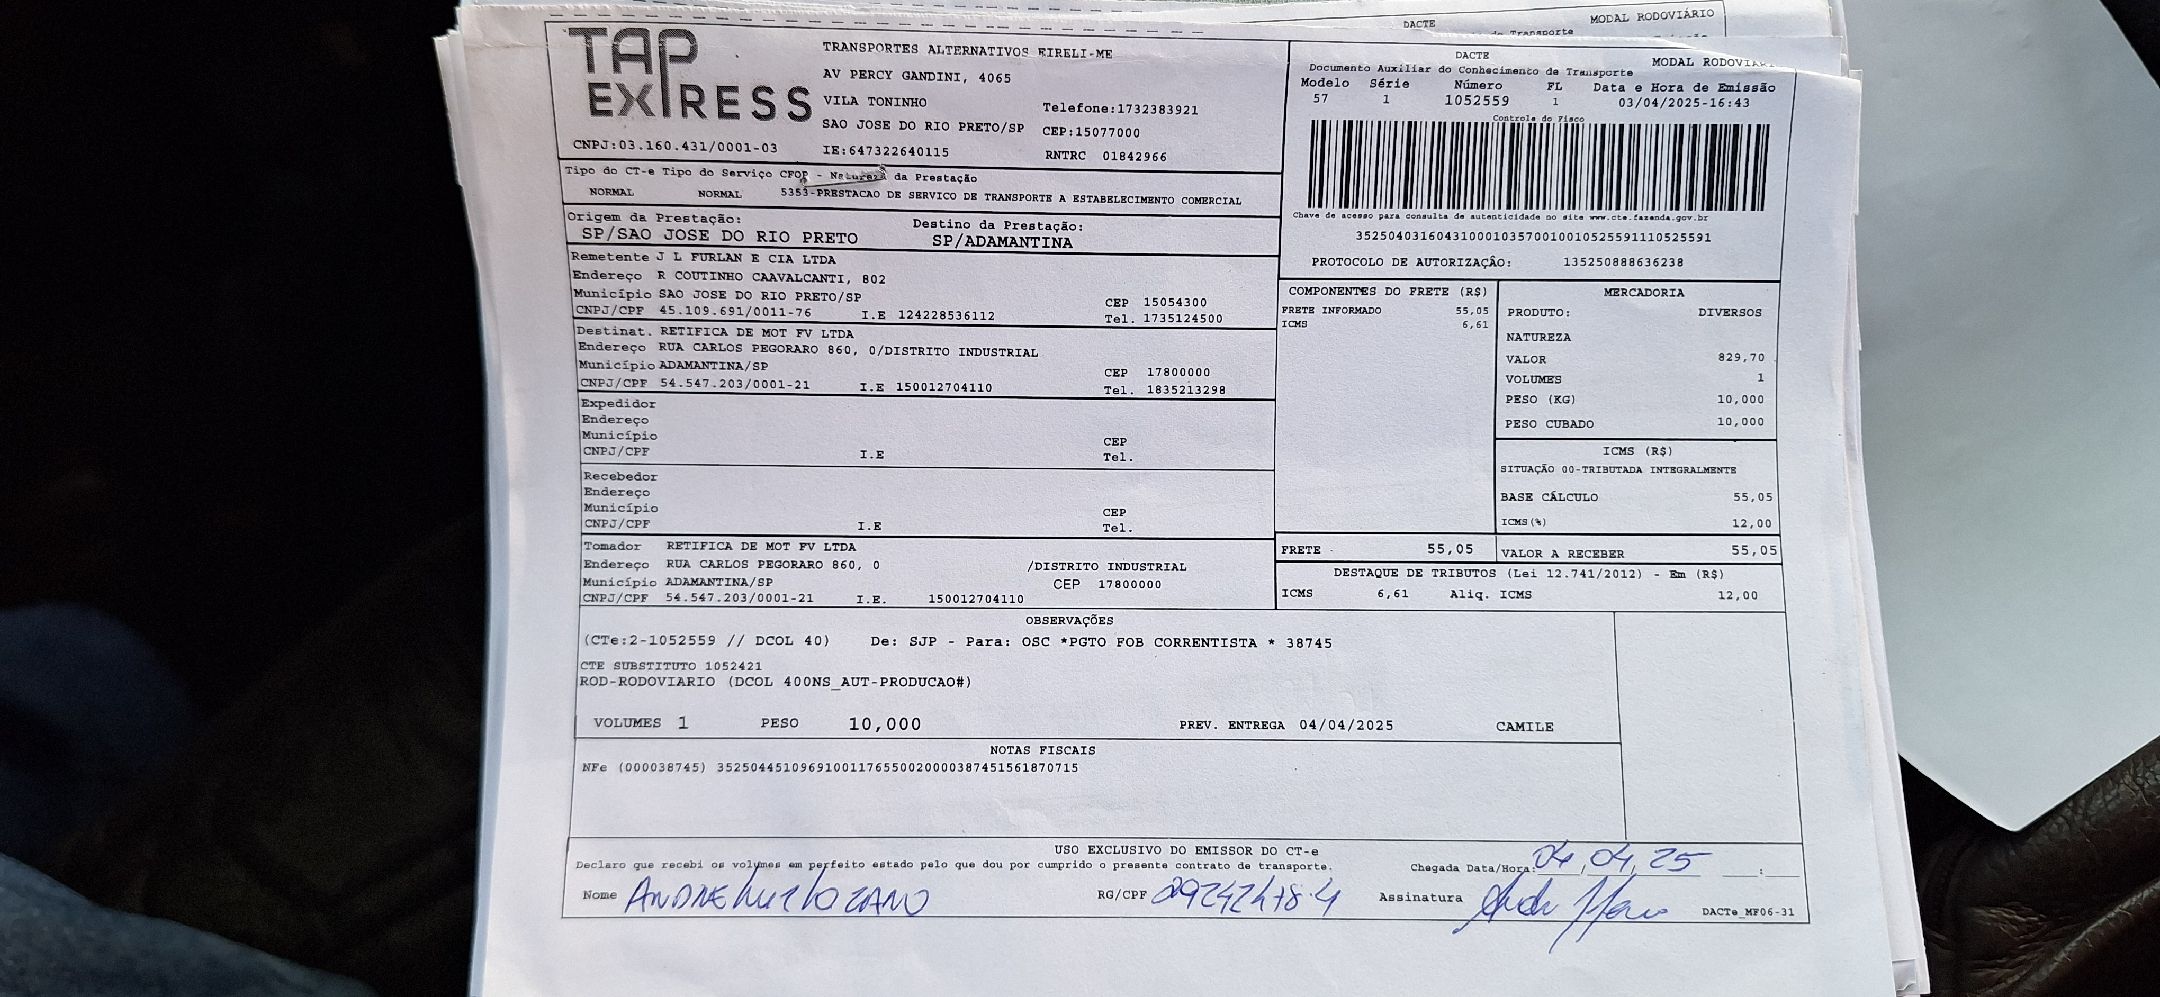 DACTE MODAL RODOVIÁRIO
TAP EXPRESS
TRANSPORTES ALTERNATIVOS EIRELI-ME
AV PERCY GANDINI, 4065
VILA TONINHO Telefone:1732383921
SAO JOSE DO RIO PRETO/SP CEP:15077000
CNPJ:03.160.431/0001-03 IE:647322640115 RNTRC 01842966
DACTE MODAL RODOVIÁRIO
Documento Auxiliar do Conhecimento de Transporte
Modelo Série Número FL Data e Hora de Emissão
57 1 1052559 1 03/04/2025-16:43
Controle do Fisco
Chave de acesso para consulta de autenticidade no site www.cte.fazenda.gov.br
35250403160431000103570010010525591110525591
PROTOCOLO DE AUTORIZAÇÂO: 135250888636238
Tipo do CT-e Tipo do Serviço CFOP - Natureza da Prestação
NORMAL NORMAL 5353-PRESTACAO DE SERVICO DE TRANSPORTE A ESTABELECIMENTO COMERCIAL
Origem da Prestação: Destino da Prestação:
SP/SAO JOSE DO RIO PRETO SP/ADAMANTINA
Remetente J L FURLAN E CIA LTDA
Endereço R COUTINHO CAAVALCANTI, 802
Município SAO JOSE DO RIO PRETO/SP CEP 15054300
CNPJ/CPF 45.109.691/0011-76 I.E 124228536112 Tel. 1735124500
Destinat. RETIFICA DE MOT FV LTDA
Endereço RUA CARLOS PEGORARO 860, 0/DISTRITO INDUSTRIAL
Município ADAMANTINA/SP CEP 17800000
CNPJ/CPF 54.547.203/0001-21 I.E 150012704110 Tel. 1835213298
Expedidor
Endereço
Município CEP
CNPJ/CPF I.E Tel.
Recebedor
Endereço
Município CEP
CNPJ/CPF I.E Tel.
Tomador RETIFICA DE MOT FV LTDA
Endereço RUA CARLOS PEGORARO 860, 0 /DISTRITO INDUSTRIAL
Município ADAMANTINA/SP CEP 17800000
CNPJ/CPF 54.547.203/0001-21 I.E. 150012704110
COMPONENTES DO FRETE (R$)
FRETE INFORMADO 55,05
ICMS 6,61
MERCADORIA
PRODUTO: DIVERSOS
NATUREZA
VALOR 829,70
VOLUMES 1
PESO (KG) 10,000
PESO CUBADO 10,000
ICMS (R$)
SITUAÇÃO 00-TRIBUTADA INTEGRALMENTE
BASE CÁLCULO 55,05
ICMS(%) 12,00
FRETE 55,05 VALOR A RECEBER 55,05
DESTAQUE DE TRIBUTOS (Lei 12.741/2012) - Em (R$)
ICMS 6,61 Aliq. ICMS 12,00
OBSERVAÇÕES
(CTe:2-1052559 // DCOL 40) De: SJP - Para: OSC *PGTO FOB CORRENTISTA * 38745
CTE SUBSTITUTO 1052421
ROD-RODOVIARIO (DCOL 400NS_AUT-PRODUCAO#)
VOLUMES 1 PESO 10,000 PREV. ENTREGA 04/04/2025 CAMILE
NOTAS FISCAIS
NFe (000038745) 35250445109691001176550020000387451561870715
USO EXCLUSIVO DO EMISSOR DO CT-e
Declaro que recebi os volumes em perfeito estado pelo que dou por cumprido o presente contrato de transporte. Chegada Data/Hora: 04,04,25
Nome ANDRE LUIZ LOZANO RG/CPF 29242478-4 Assinatura
DACTe_MF06-31